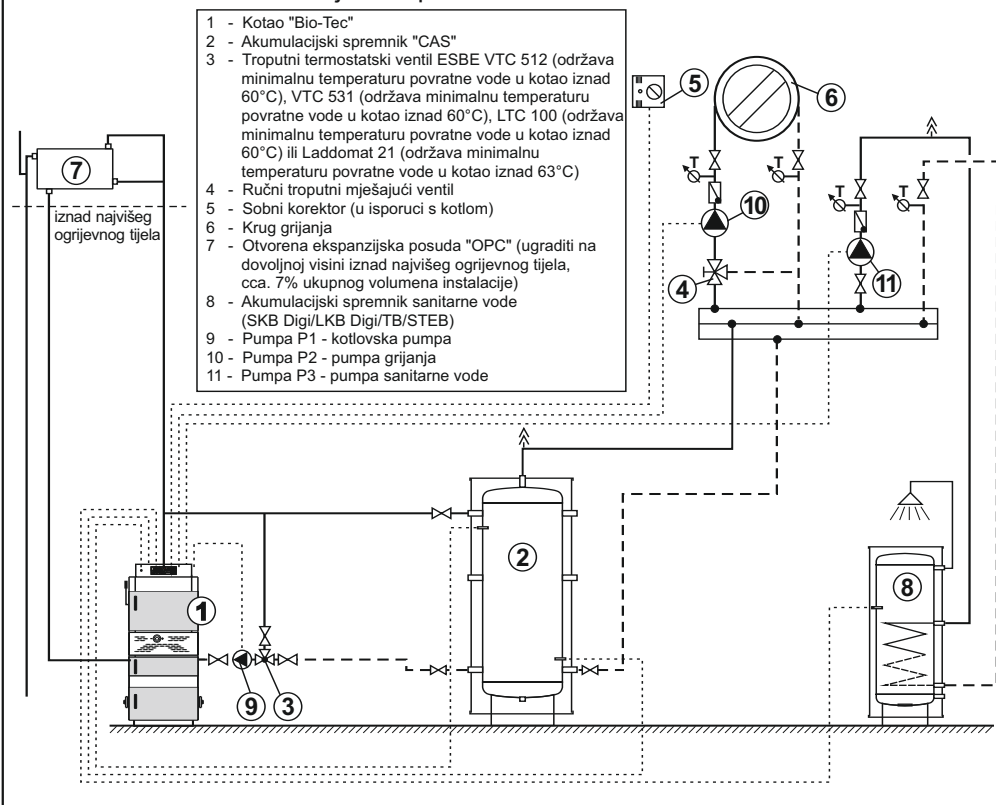 1 - Kotao "Bio-Tec"
2 - Akumulacijski spremnik "CAS"
3 - Troputni termostatski ventil ESBE VTC 512 (održava
minimalnu temperaturu povratne vode u kotao iznad
60°C), VTC 531 (održava minimalnu temperaturu
povratne vode u kotao iznad 60°C), LTC 100 (održava
minimalnu temperaturu povratne vode u kotao iznad
60°C) ili Laddomat 21 (održava minimalnu
temperaturu povratne vode u kotao iznad 63°C)
4 - Ručni troputni mješajući ventil
5 - Sobni korektor (u isporuci s kotlom)
6 - Krug grijanja
7 - Otvorena ekspanzijska posuda "OPC" (ugraditi na
dovoljnoj visini iznad najvišeg ogrijevnog tijela,
cca. 7% ukupnog volumena instalacije)
8 - Akumulacijski spremnik sanitarne vode
(SKB Digi/LKB Digi/TB/STEB)
9 - Pumpa P1 - kotlovska pumpa
10 - Pumpa P2 - pumpa grijanja
11 - Pumpa P3 - pumpa sanitarne vode
5
6
7
iznad najvišeg
ogrijevnog tijela
T
T
T
T
10
11
4
2
8
1
9
3